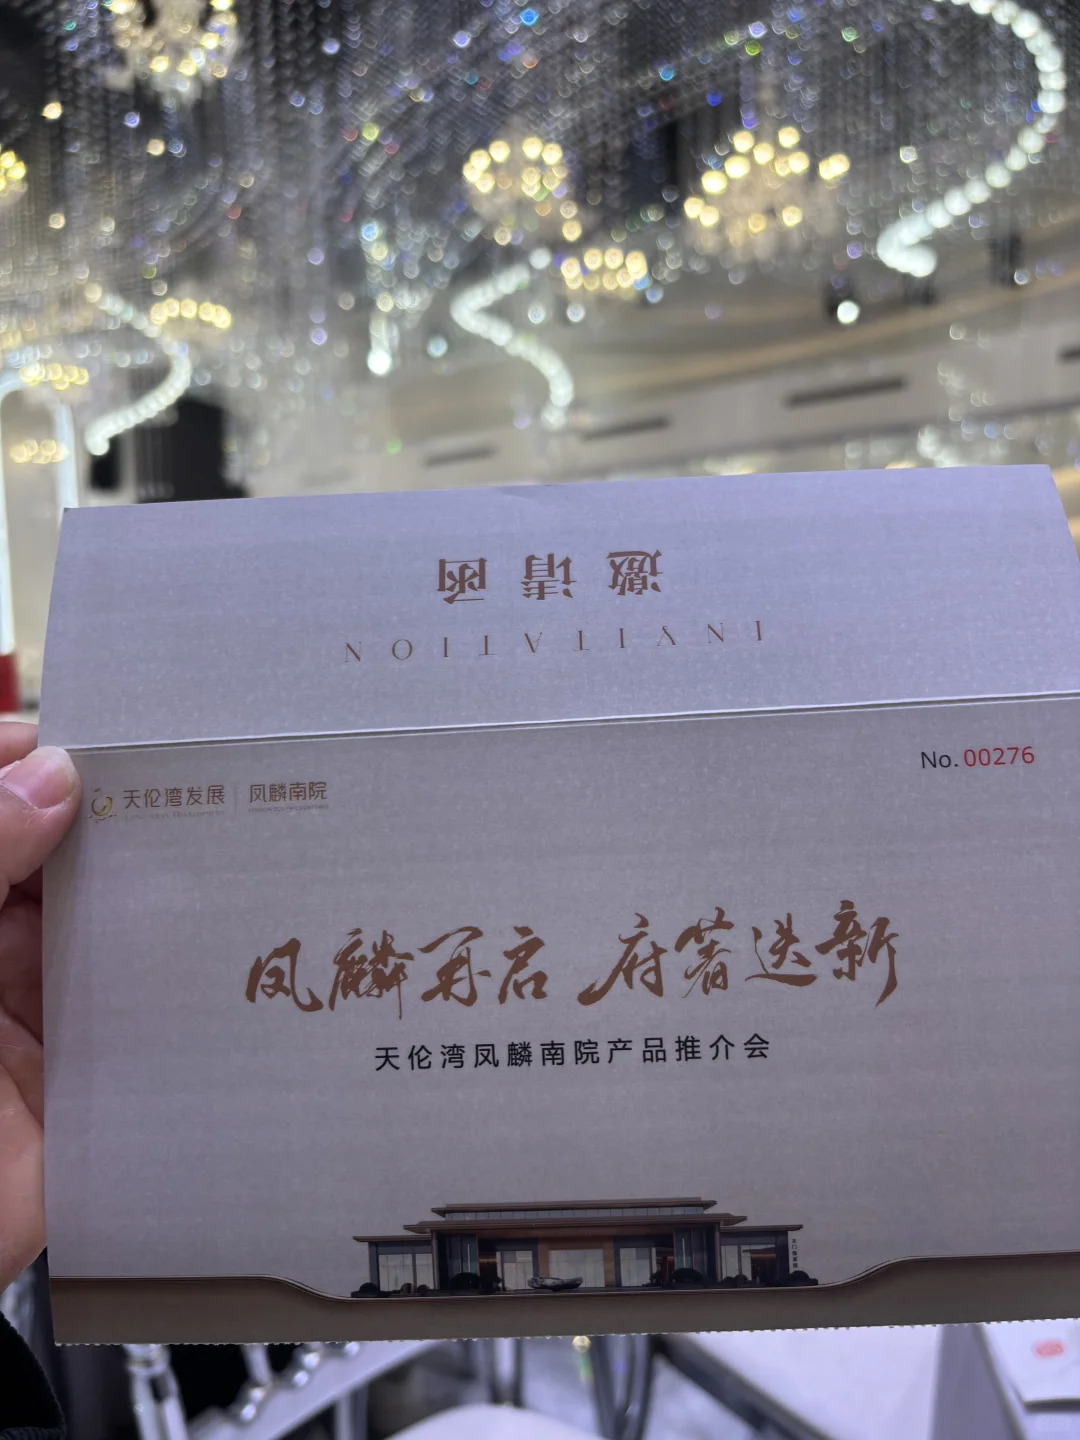 邀请函
INVITATION
No.00276
天伦湾发展 | 凤麟南院
凤麟再启 府著迭新
天伦湾凤麟南院产品推介会